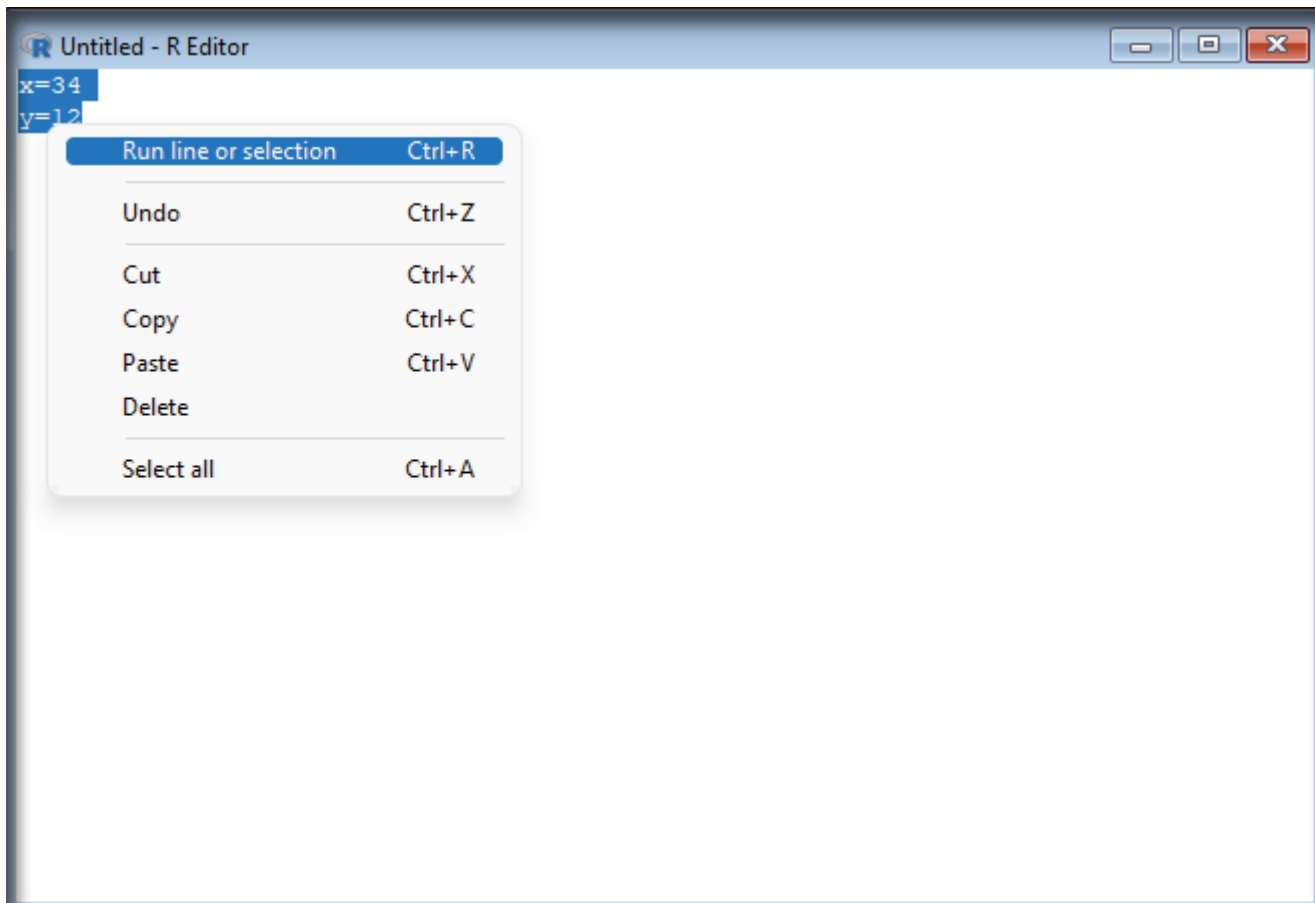 Untitled - R Editor
x=34
y=12
Run line or selection Ctrl+R
Undo Ctrl+Z
Cut Ctrl+X
Copy Ctrl+C
Paste Ctrl+V
Delete
Select all Ctrl+A